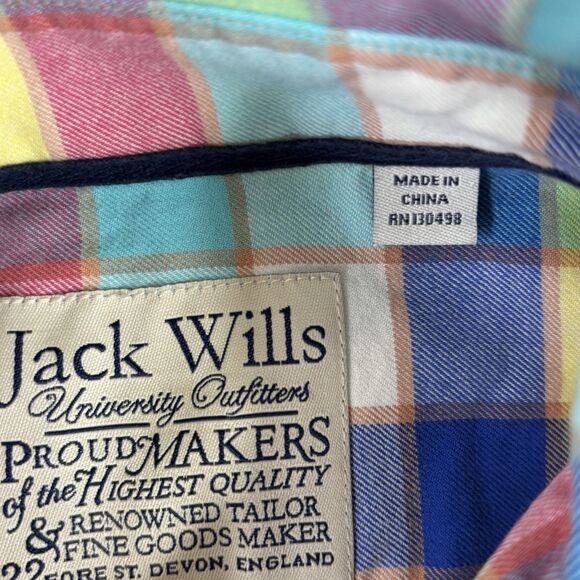 MADE IN
CHINA
RN130498
Jack Wills
University Outfitters
PROUD MAKERS
of the HIGHEST QUALITY
& RENOWNED TAILOR
FINE GOODS MAKER
22 FORE ST. DEVON, ENGLAND